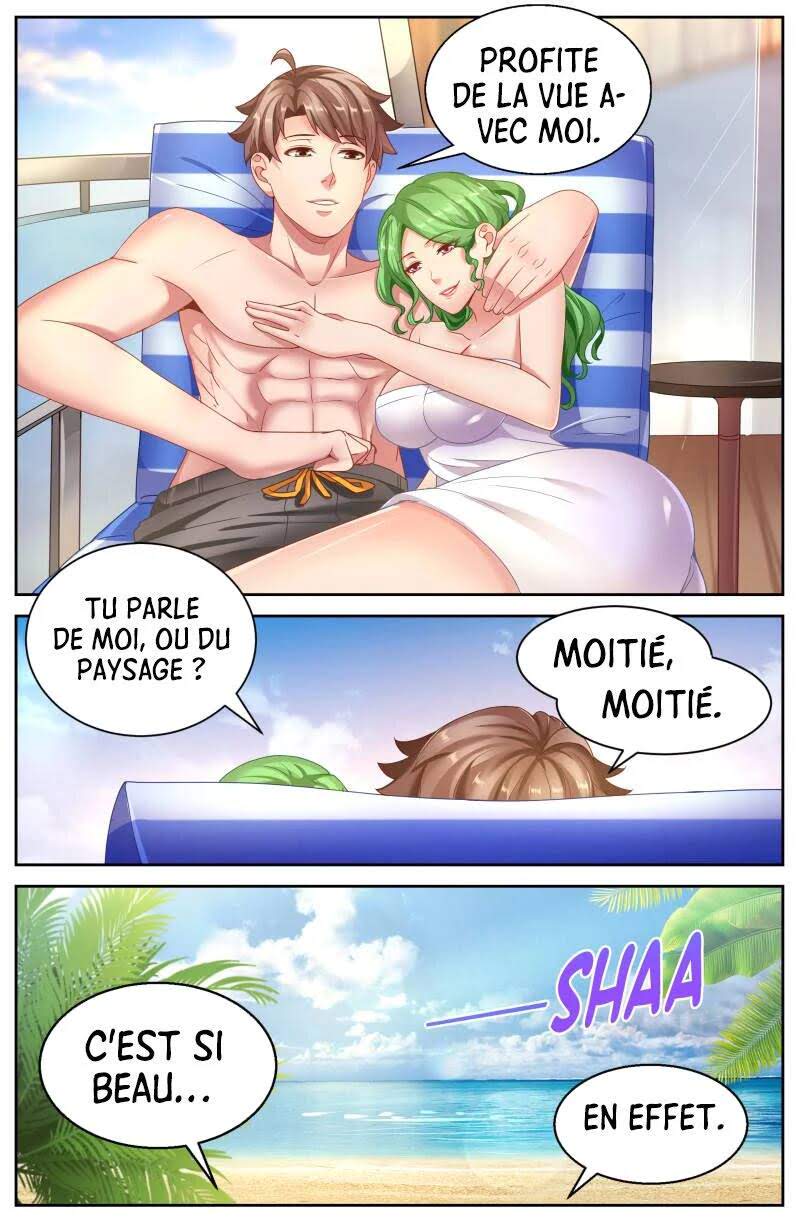 PROFITE
DE LA VUE A-
VEC MOI.
TU PARLE
DE MOI, OU DU
PAYSAGE ?
MOITIÉ,
MOITIÉ.
SHAA
C'EST SI
BEAU...
EN EFFET.